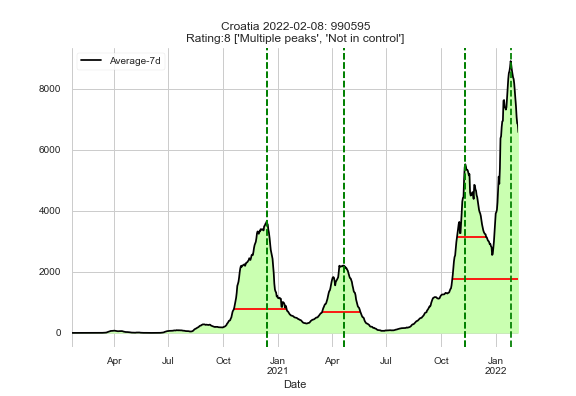 Croatia 2022-02-08: 990595
Rating:8 ['Multiple peaks', 'Not in control']
Average-7d
8000
6000
4000
2000
0
Apr Jul Oct Jan Apr Jul Oct Jan
2021 2022
Date